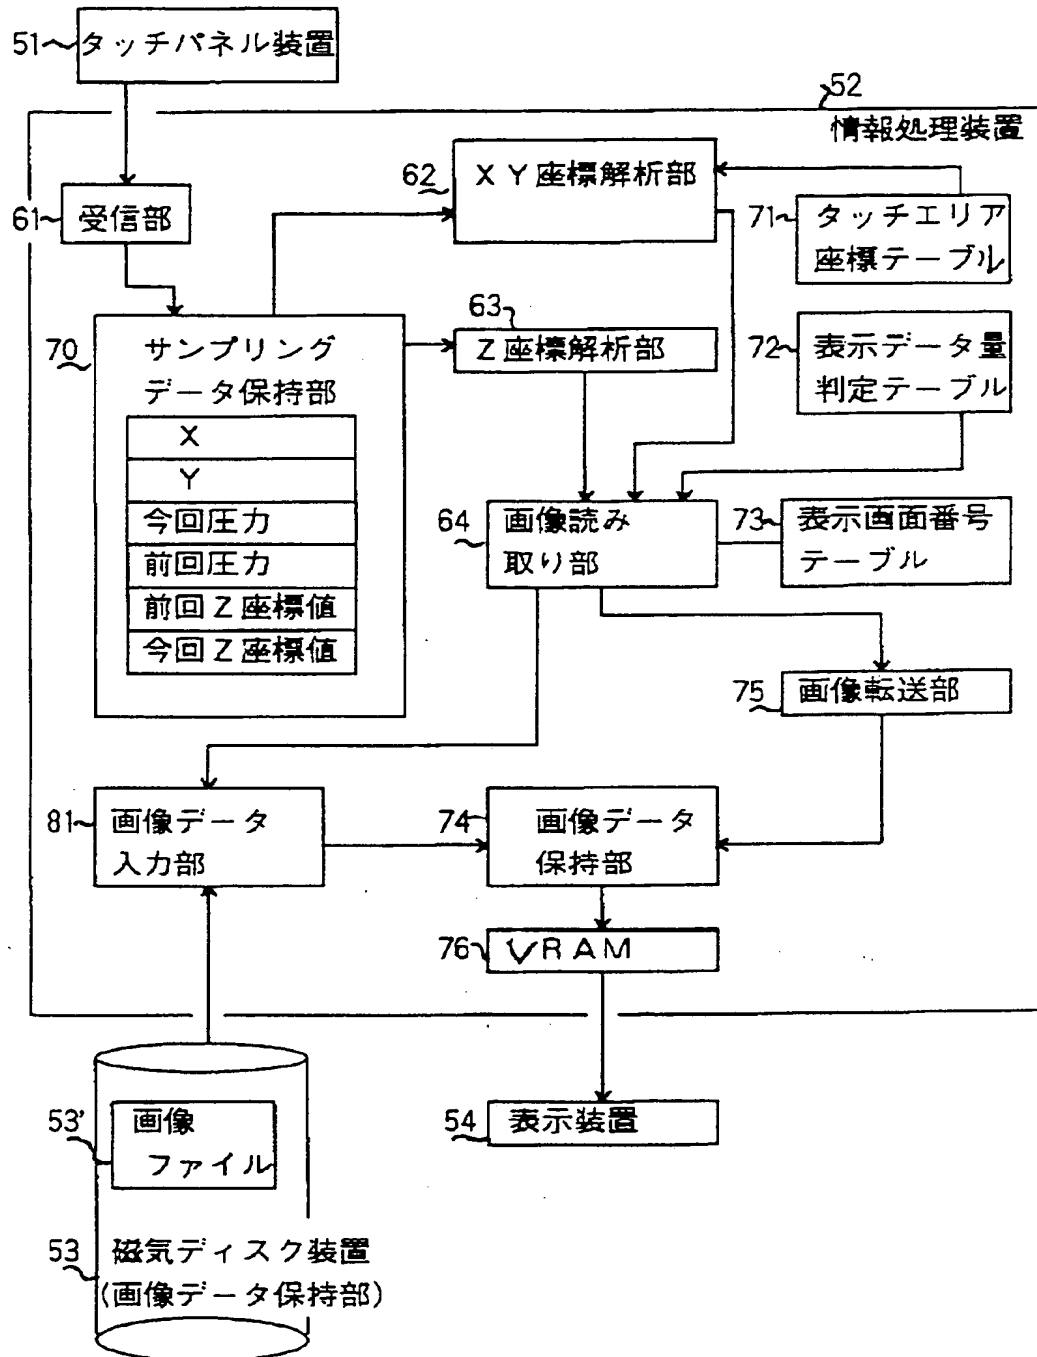 51 タッチパネル装置
52
情報処理装置
61 受信部
62 XY座標解析部
71 タッチエリア
座標テーブル
63
Z座標解析部
72 表示データ量
判定テーブル
70 サンプリング
データ保持部
X
Y
今回圧力
前回圧力
前回Z座標値
今回Z座標値
64 画像読み
取り部
73 表示画面番号
テーブル
75 画像転送部
81 画像データ
入力部
74 画像データ
保持部
76 VRAM
53' 画像
ファイル
54 表示装置
53 磁気ディスク装置
(画像データ保持部)